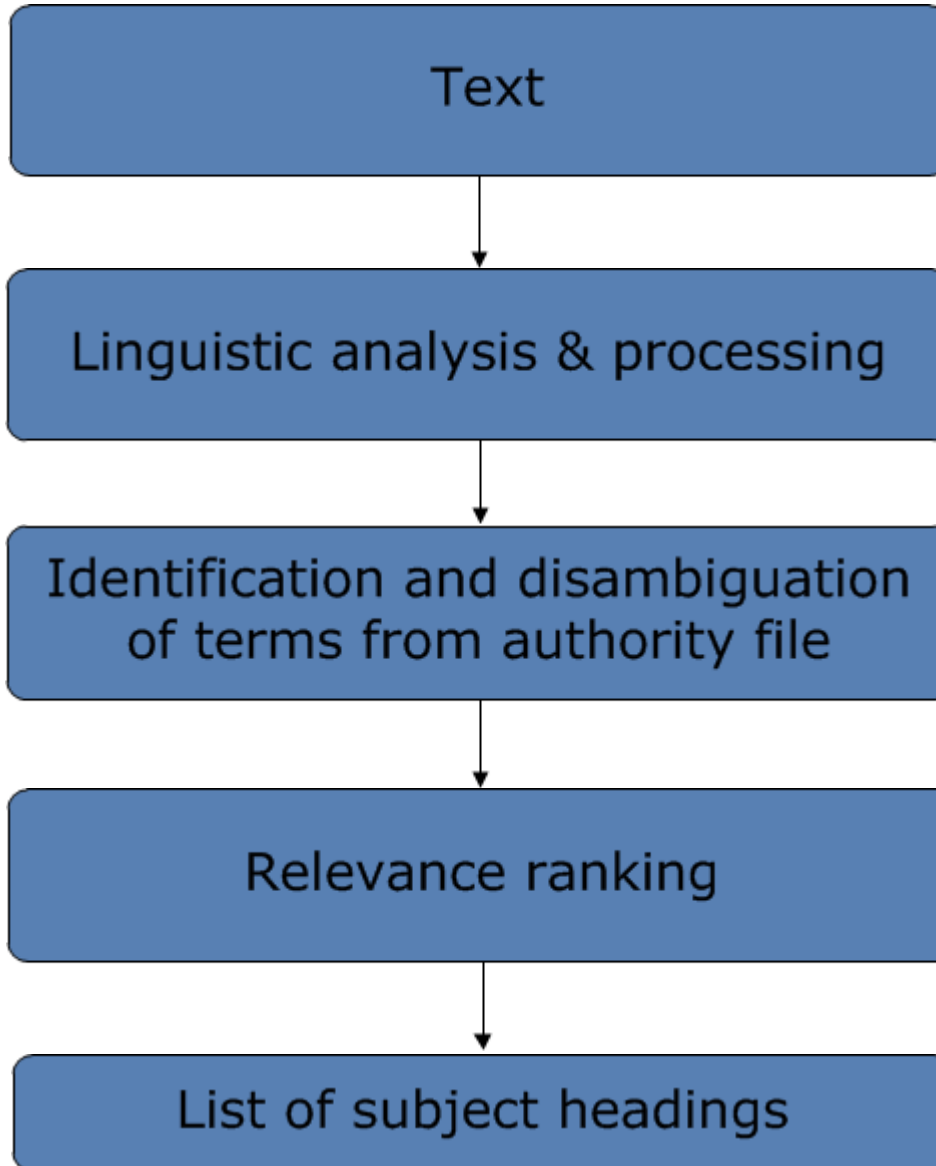 Text
Linguistic analysis & processing
Identification and disambiguation
of terms from authority file
Relevance ranking
List of subject headings